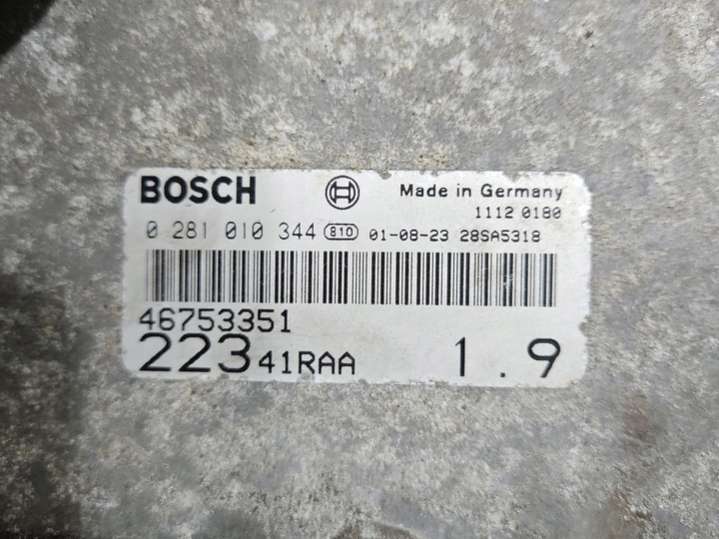 BOSCH Made in Germany
1112 0180
0 281 010 344 810 01-08-23 28SA5318
46753351
223 41RAA 1.9